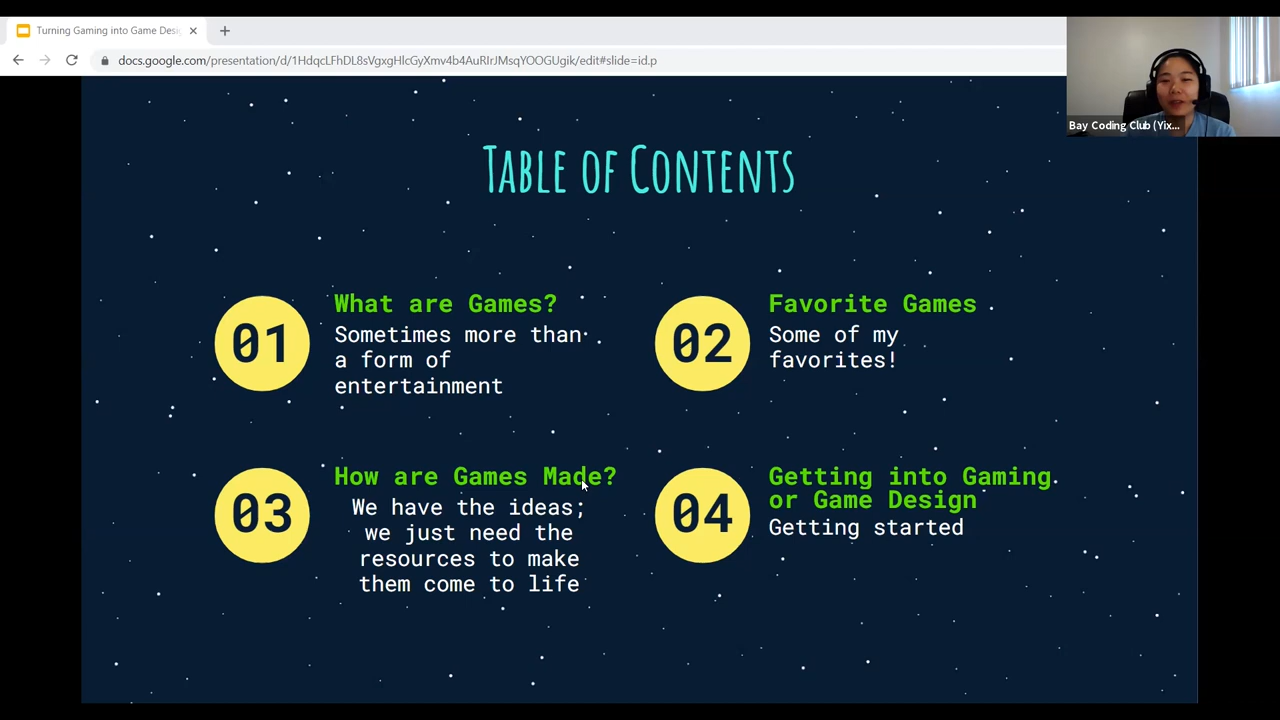 Turning Gaming into Game Desi
docs.google.com/presentation/d/1HdqcLFhDL8sVgxgHlcGyXmv4b4AuRIrJMsqYOOGUgik/edit#slide=id.p
Bay Coding Club (Yix...
Table of Contents
01
What are Games?
Sometimes more than
a form of
entertainment
02
Favorite Games
Some of my
favorites!
03
How are Games Made?
We have the ideas;
we just need the
resources to make
them come to life
04
Getting into Gaming
or Game Design
Getting started